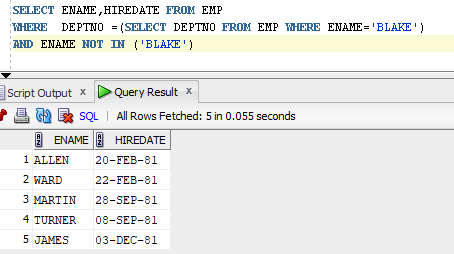 SELECT ENAME,HIREDATE FROM EMP
WHERE  DEPTNO =(SELECT DEPTNO FROM EMP WHERE ENAME='BLAKE')
AND ENAME NOT IN ('BLAKE')
Script Output x Query Result x
SQL | All Rows Fetched: 5 in 0.055 seconds
ENAME HIREDATE
1 ALLEN 20-FEB-81
2 WARD 22-FEB-81
3 MARTIN 28-SEP-81
4 TURNER 08-SEP-81
5 JAMES 03-DEC-81